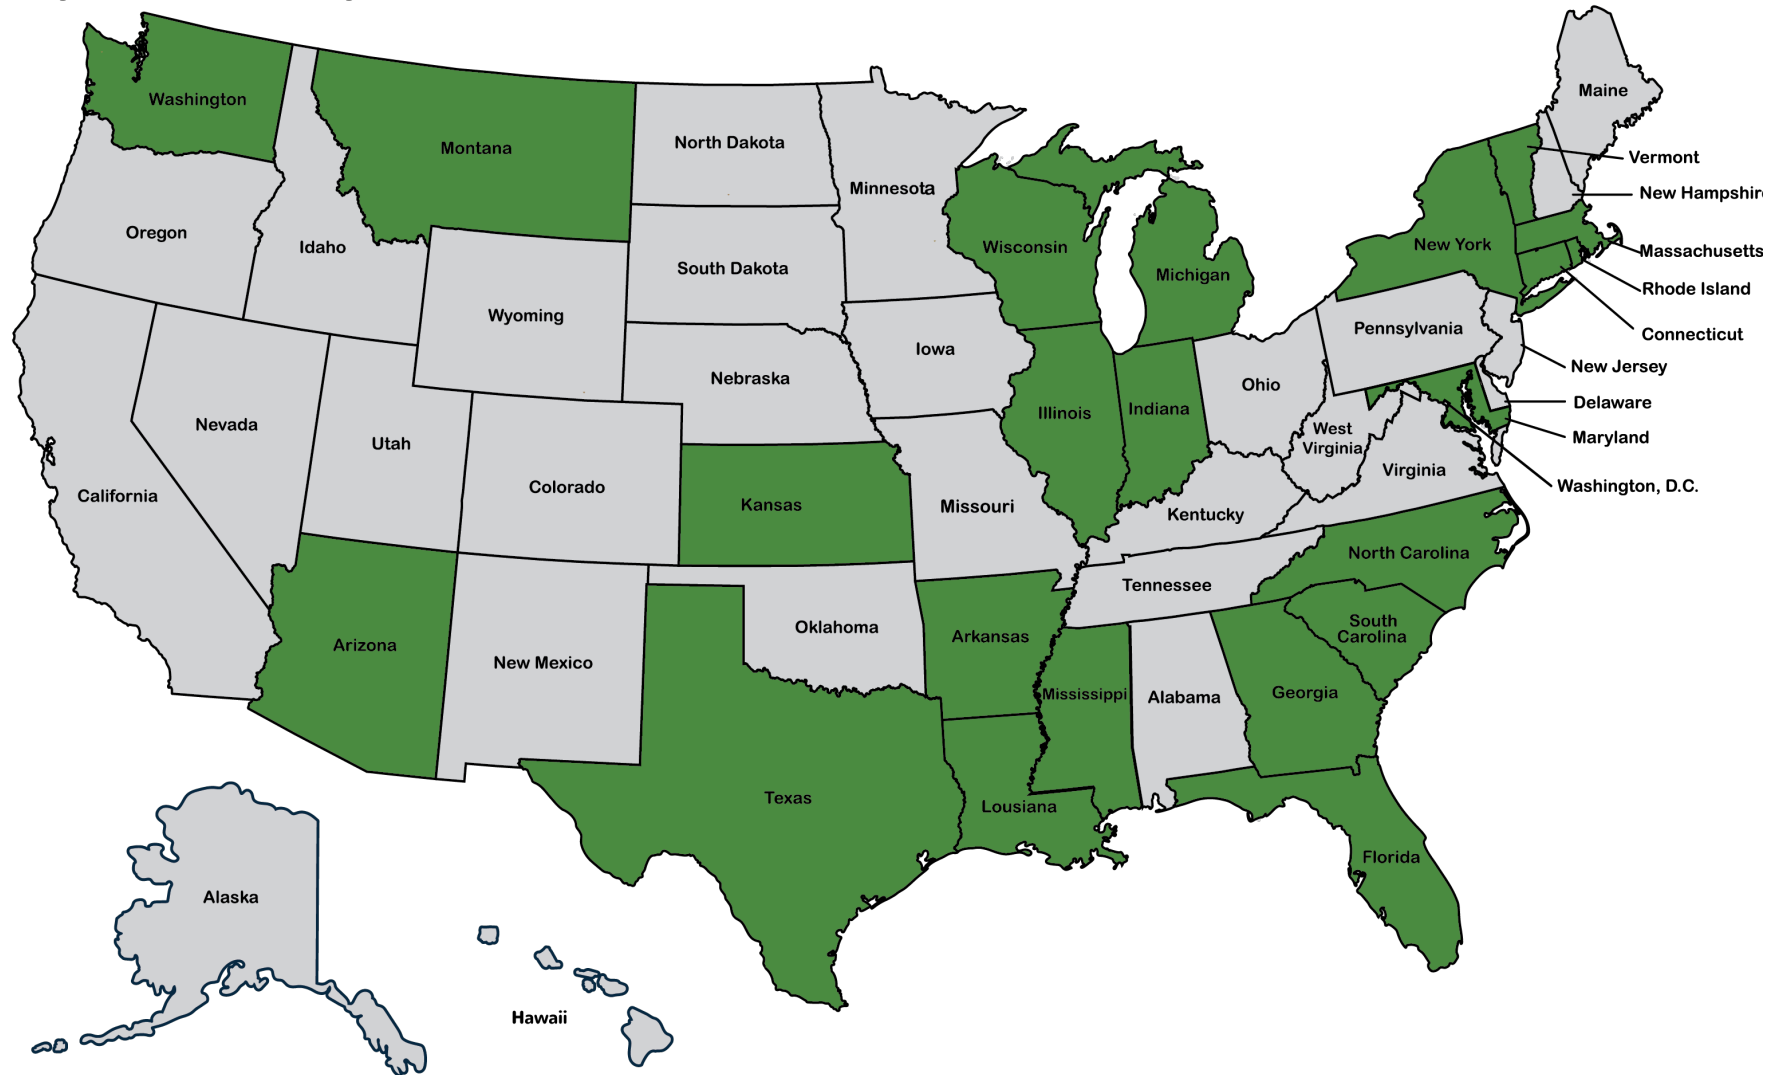 Washington
Montana
North Dakota
Minnesota
Maine
Vermont
New Hampshir
Oregon
Idaho
Wisconsin
New York
Massachusetts
South Dakota
Michigan
Rhode Island
Wyoming
Pennsylvania
Connecticut
Iowa
New Jersey
Nebraska
Ohio
Delaware
Nevada
Utah
Illinois
Indiana
West
Virginia
Maryland
Virginia
California
Colorado
Kansas
Missouri
Kentucky
Washington, D.C.
North Carolina
Tennessee
Arizona
New Mexico
Oklahoma
Arkansas
South
Carolina
Mississippi
Alabama
Georgia
Texas
Lousiana
Florida
Alaska
Hawaii